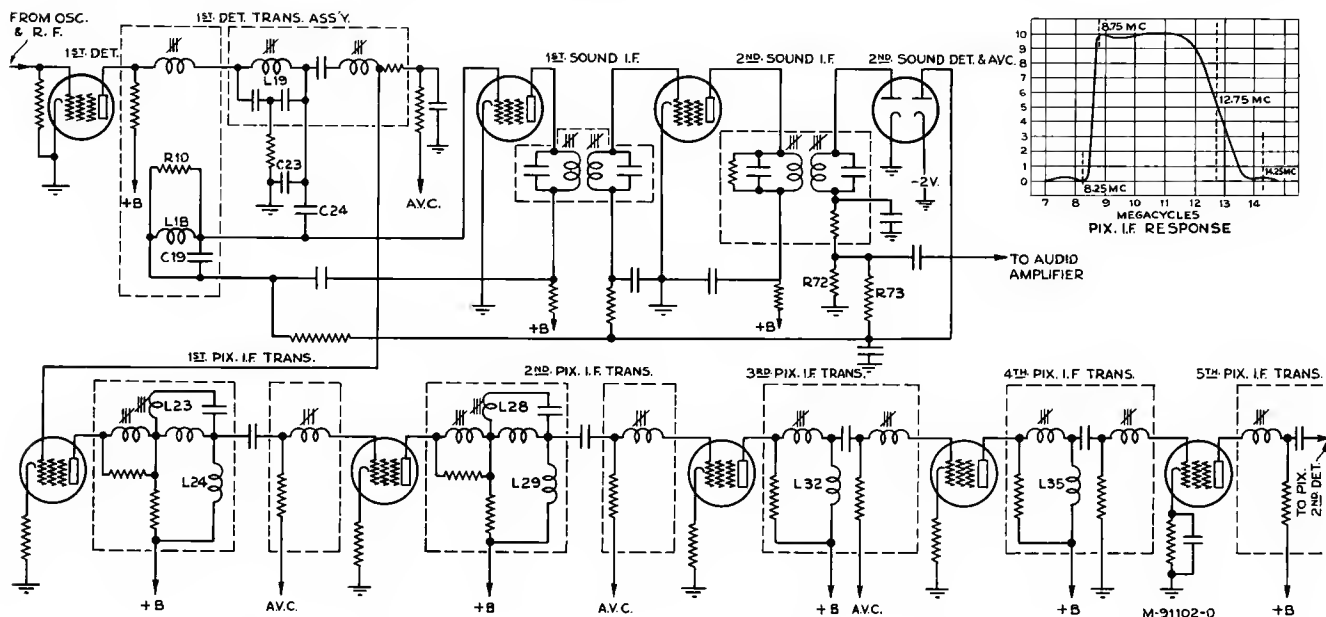 FROM OSC.
& R.F.
1ST. DET.
1ST. DET. TRANS. ASS'Y.
L19
C23
C24
R10
L18
C19
+B
A.V.C.
1ST. SOUND I.F.
2ND. SOUND I.F.
2ND. SOUND DET. & AVC.
-2V.
+B
+B
R72
R73
TO AUDIO
AMPLIFIER
8.75 MC
12.75 MC
14.25MC
8.25 MC
10
9
8
7
6
5
4
3
2
1
0
7 8 9 10 11 12 13 14
MEGACYCLES
PIX. I.F RESPONSE
1ST. PIX. I.F. TRANS.
2ND. PIX. I.F TRANS.
3RD. PIX. I.F TRANS.
4TH. PIX. I.F TRANS.
5TH. PIX. I.F. TRANS.
L23
L24
L28
L29
L32
L35
TO PIX.
2ND. DET.
+B
A.V.C.
+B
A.V.C.
+B
A.V.C.
+B
M-91102-0
+B